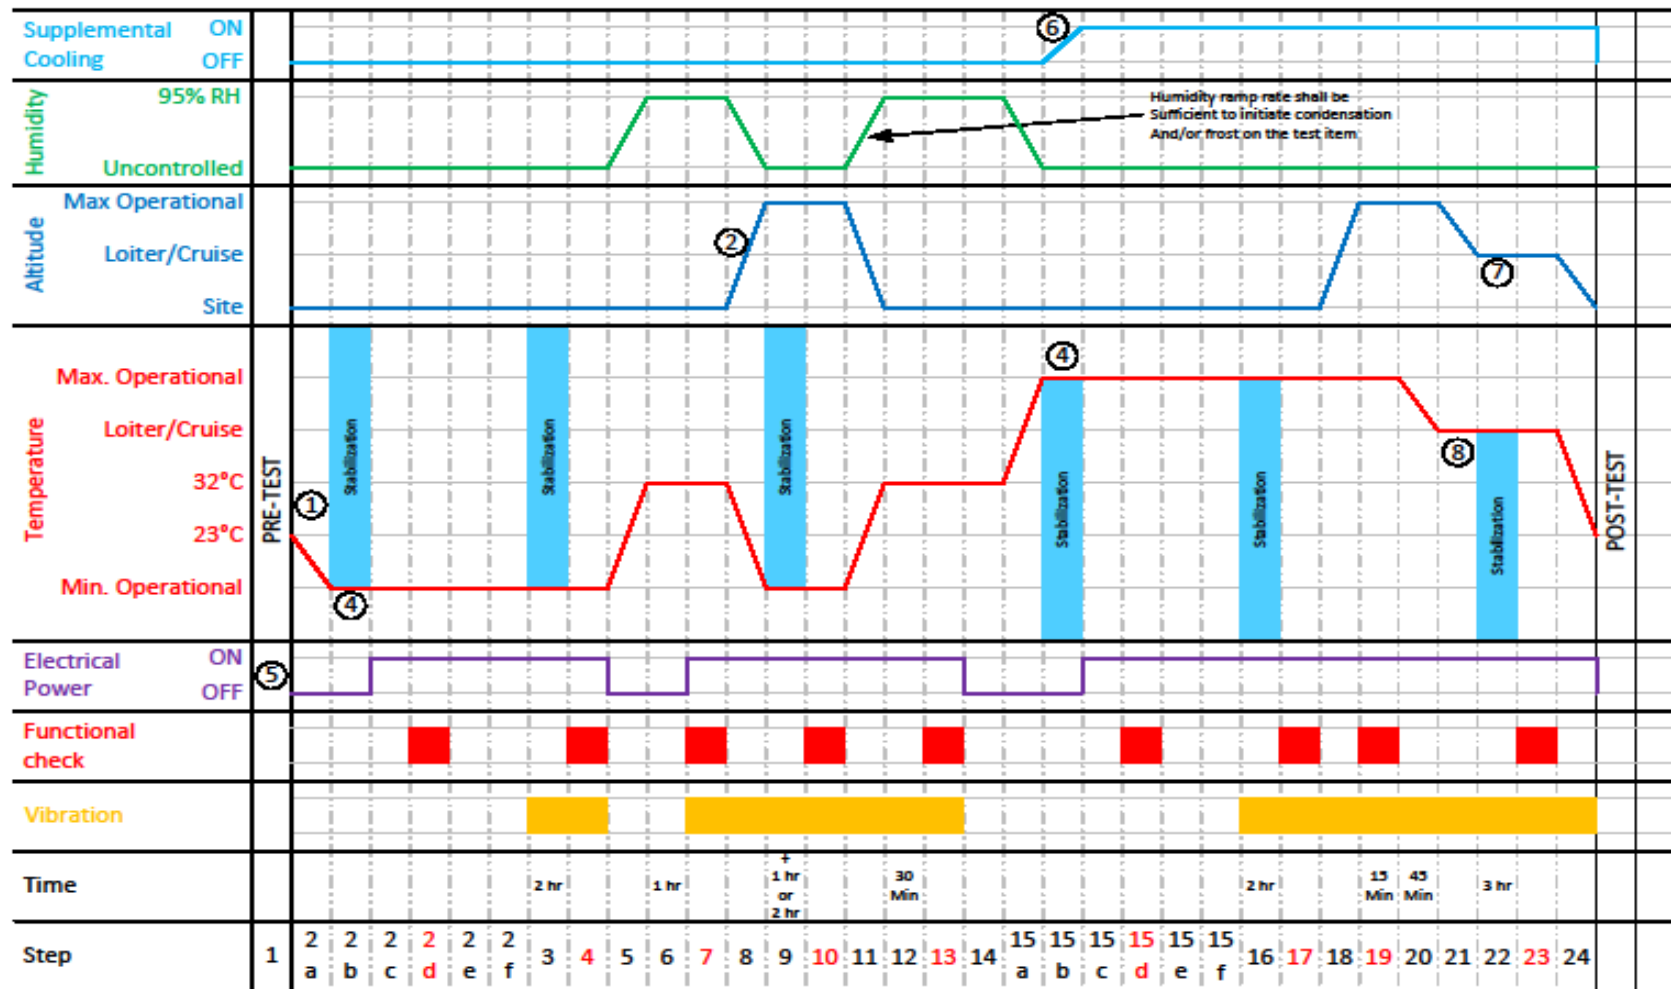 Supplemental ON
Cooling OFF
6
Humidity
95% RH
Uncontrolled
Humidity ramp rate shall be
Sufficient to initiate condensation
And/or frost on the test item
Altitude
Max Operational
Loiter/Cruise
Site
2
7
Temperature
Max. Operational
Loiter/Cruise
32°C
23°C
Min. Operational
PRE-TEST
1
Stabilization
4
Stabilization
Stabilization
4
Stabilization
Stabilization
8
Stabilization
POST-TEST
Electrical ON
Power OFF
5
Functional
check
Vibration
Time
2 hr
1 hr
+
1 hr
or
2 hr
30
Min
2 hr
15
Min
45
Min
3 hr
Step
1
2
a
2
b
2
c
2
d
2
e
2
f
3 4 5 6 7 8 9 10 11 12 13 14
15
a
15
b
15
c
15
d
15
e
15
f
16 17 18 19 20 21 22 23 24